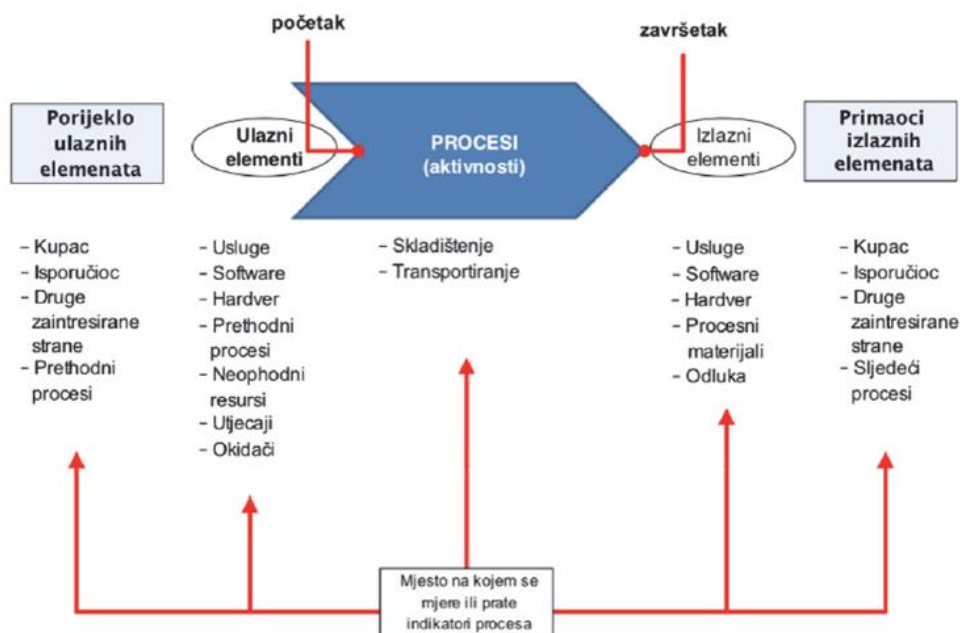 početak
završetak
Porijeklo
ulaznih
elemenata
Ulazni
elementi
PROCESI
(aktivnosti)
Izlazni
elementi
Primaoci
izlaznih
elemenata
– Kupac
– Isporučioc
– Druge
zaintresirane
strane
– Prethodni
procesi
– Usluge
– Software
– Hardver
– Prethodni
procesi
– Neophodni
resursi
– Utjecaji
– Okidači
– Skladištenje
– Transportiranje
– Usluge
– Software
– Hardver
– Procesni
materijali
– Odluka
– Kupac
– Isporučioc
– Druge
zaintresirane
strane
– Sljedeći
procesi
Mjesto na kojem se
mjere ili prate
indikatori procesa